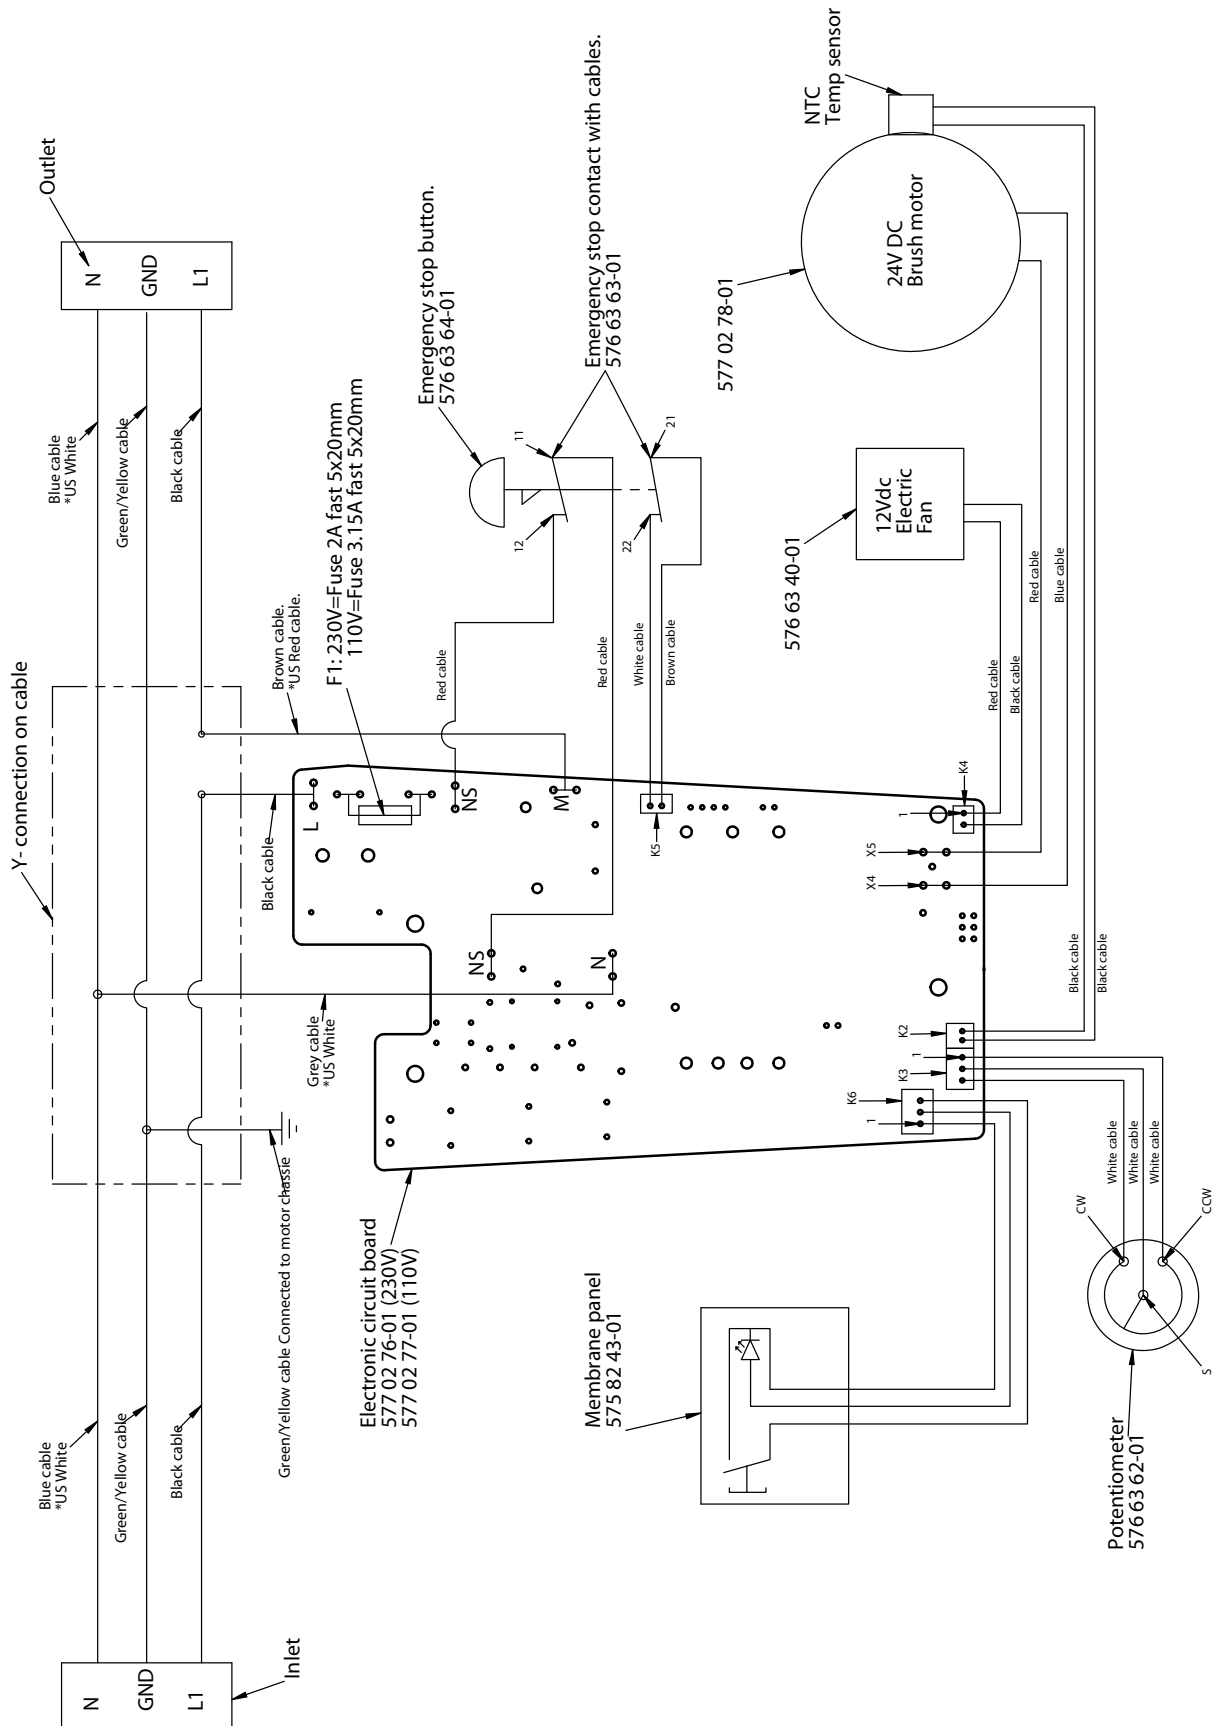 Y- connection on cable
Outlet
N
GND
L1
Blue cable
*US White
Green/Yellow cable
Black cable
Brown cable.
*US Red cable.
F1: 230V=Fuse 2A fast 5x20mm
110V=Fuse 3.15A fast 5x20mm
Emergency stop button.
576 63 64-01
Emergency stop contact with cables.
576 63 63-01
11
12
21
22
Red cable
Red cable
White cable
Brown cable
NTC
Temp sensor
24V DC
Brush motor
577 02 78-01
12Vdc
Electric
Fan
576 63 40-01
Red cable
Blue cable
Red cable
Black cable
Black cable
Black cable
Black cable
L
NS
M
NS
N
K5
K4
1
X5
X4
K2
1
K3
K6
1
Grey cable
*US White
Green/Yellow cable Connected to motor chassie
Electronic circuit board
577 02 76-01 (230V)
577 02 77-01 (110V)
Membrane panel
575 82 43-01
White cable
White cable
White cable
CW
CCW
S
Potentiometer
576 63 62-01
Blue cable
*US White
Green/Yellow cable
Black cable
N
GND
L1
Inlet